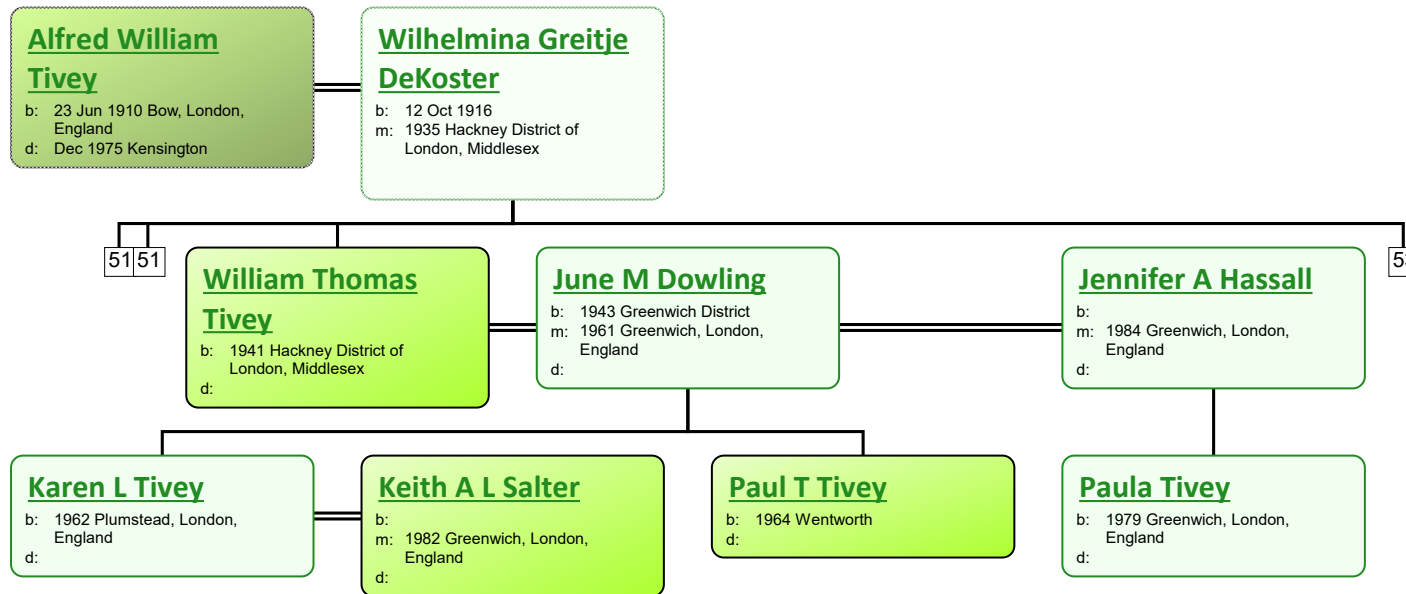 Alfred William
Tivey
b: 23 Jun 1910 Bow, London,
England
d: Dec 1975 Kensington
Wilhelmina Greitje
DeKoster
b: 12 Oct 1916
m: 1935 Hackney District of
London, Middlesex
51 51
William Thomas
Tivey
b: 1941 Hackney District of
London, Middlesex
d:
June M Dowling
b: 1943 Greenwich District
m: 1961 Greenwich, London,
England
d:
Jennifer A Hassall
b:
m: 1984 Greenwich, London,
England
d:
Karen L Tivey
b: 1962 Plumstead, London,
England
d:
Keith A L Salter
b:
m: 1982 Greenwich, London,
England
d:
Paul T Tivey
b: 1964 Wentworth
d:
Paula Tivey
b: 1979 Greenwich, London,
England
d: